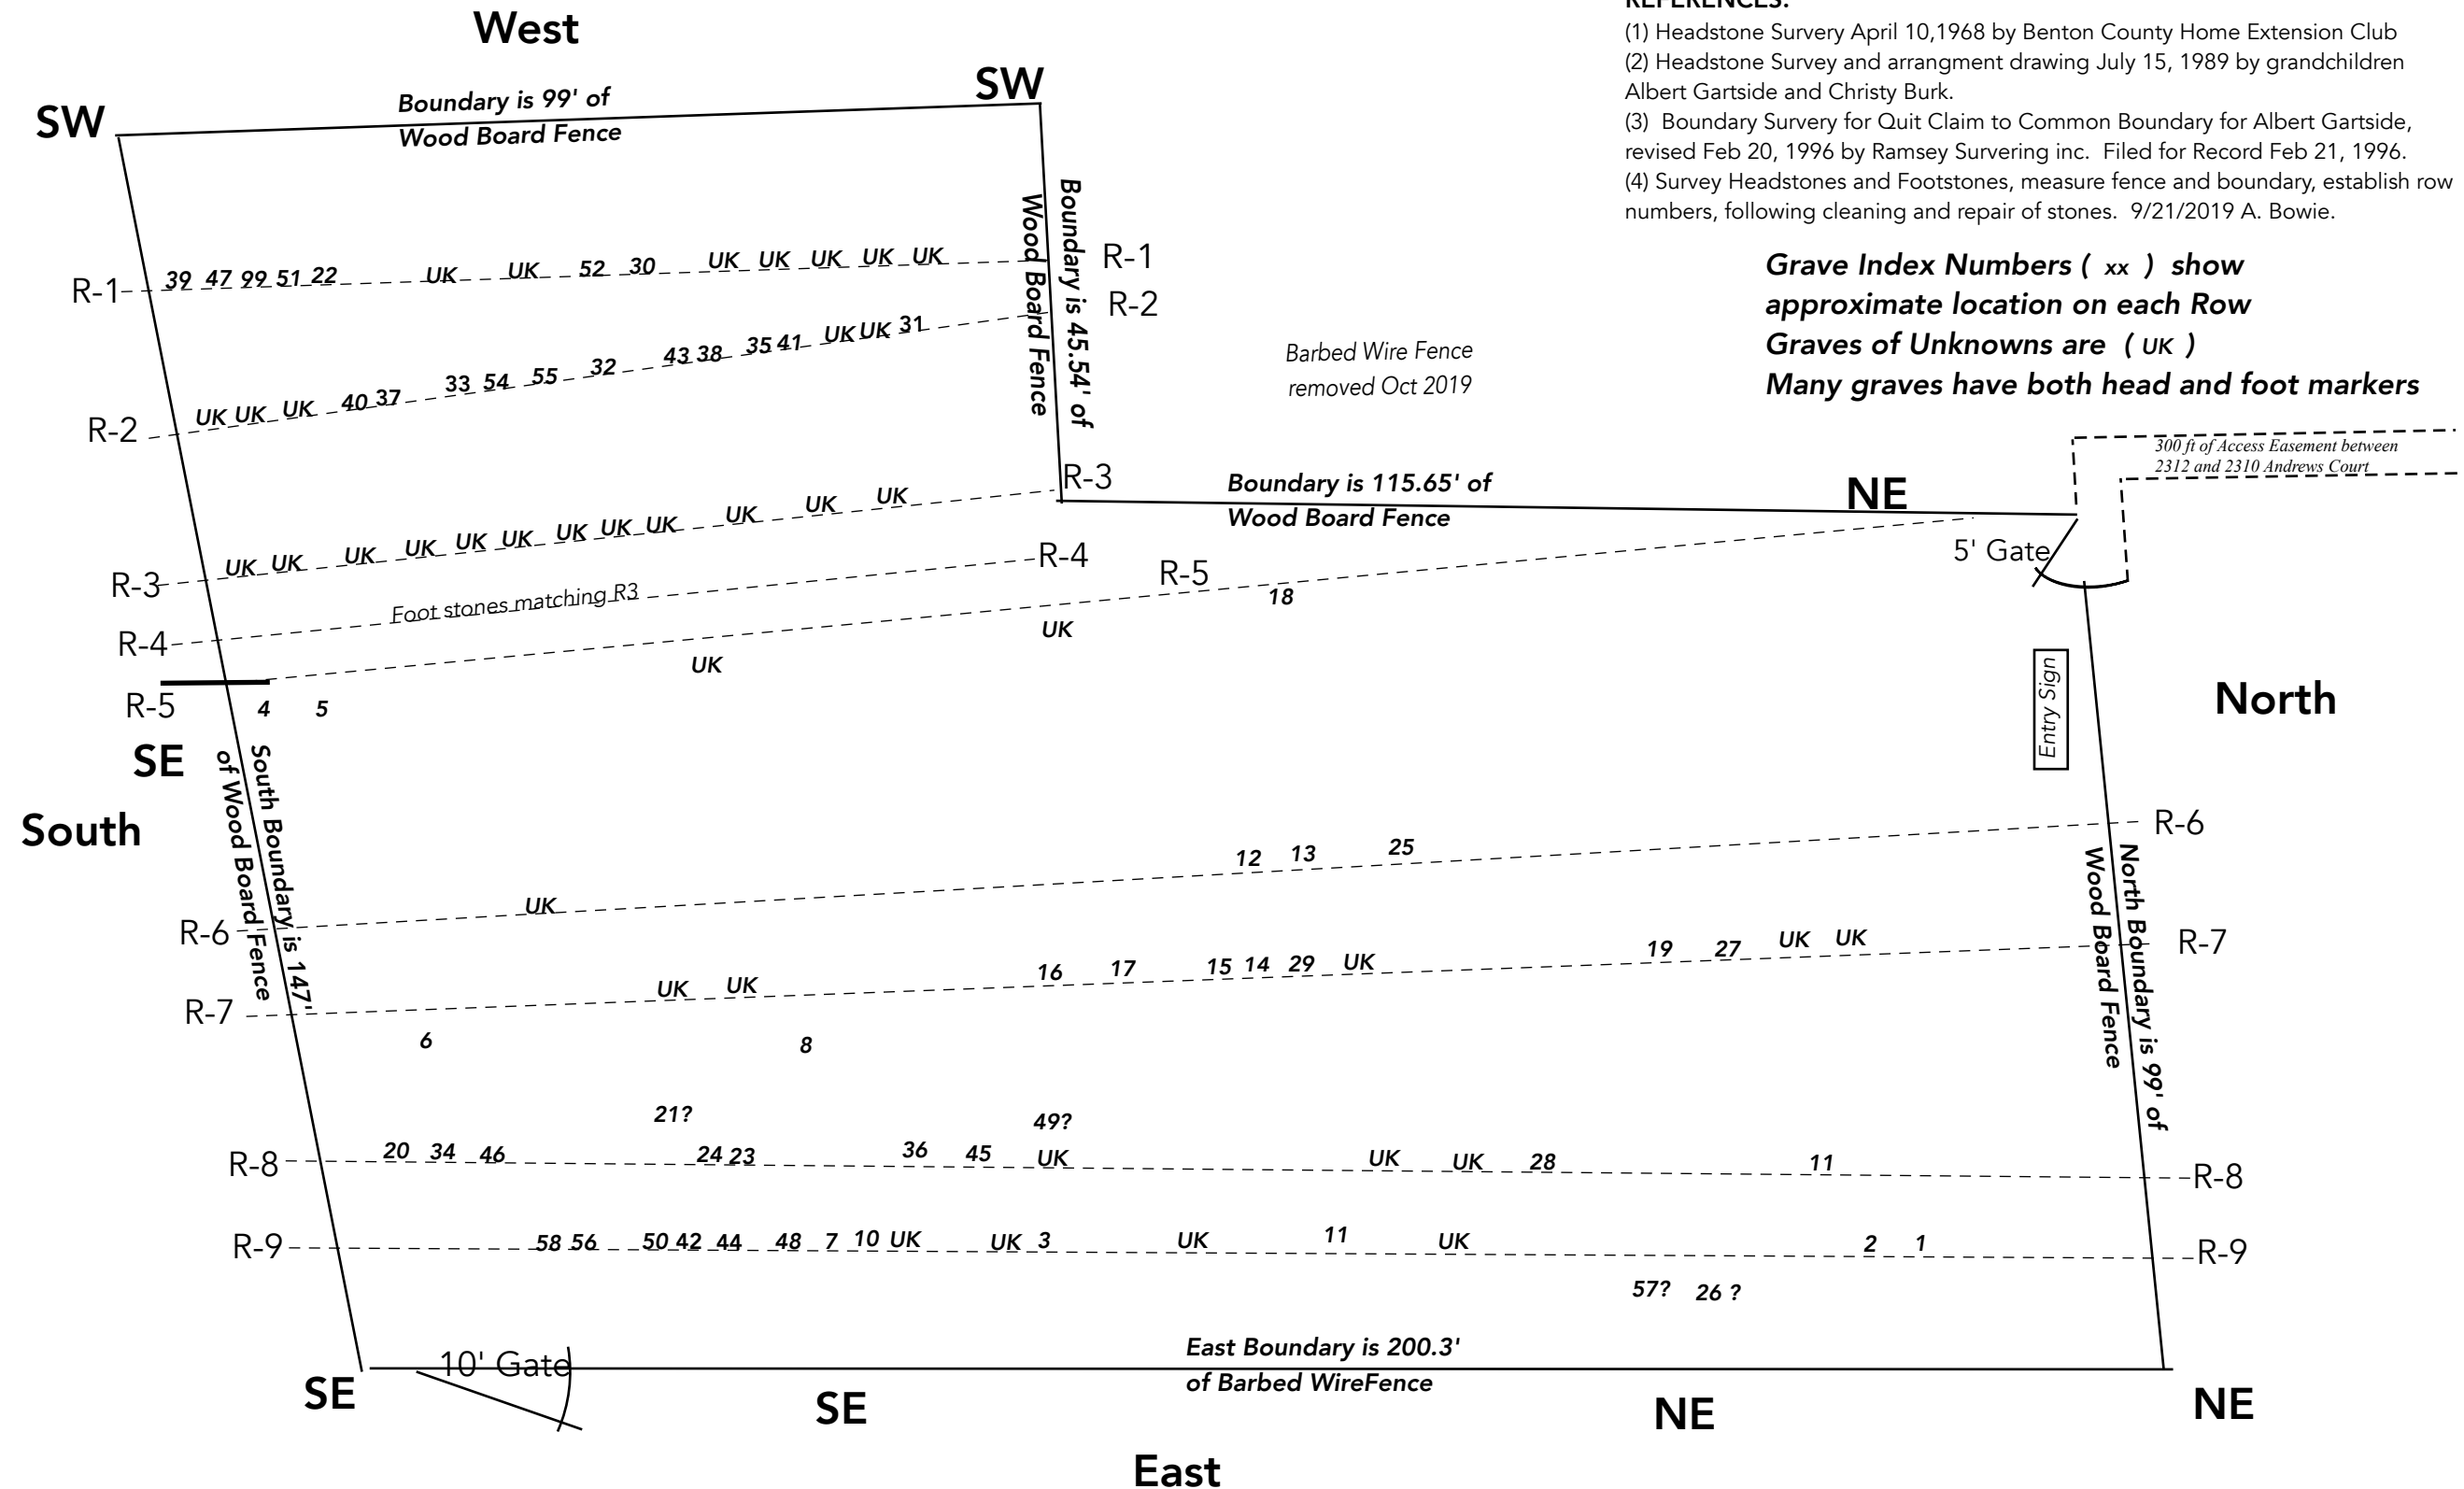 REFERENCES:
(1) Headstone Survery April 10,1968 by Benton County Home Extension Club
(2) Headstone Survey and arrangment drawing July 15, 1989 by grandchildren
Albert Gartside and Christy Burk.
(3) Boundary Survery for Quit Claim to Common Boundary for Albert Gartside,
revised Feb 20, 1996 by Ramsey Survering inc. Filed for Record Feb 21, 1996.
(4) Survey Headstones and Footstones, measure fence and boundary, establish row
numbers, following cleaning and repair of stones. 9/21/2019 A. Bowie.
Grave Index Numbers ( xx ) show
approximate location on each Row
Graves of Unknowns are ( UK )
Many graves have both head and foot markers
West
SW
SW
Boundary is 99' of
Wood Board Fence
Boundary is 45.54' of
Wood Board Fence
R-1 39 47 99 51 22 UK UK 52 30 UK UK UK UK UK R-1
R-2 UK UK UK 40 37 33 54 55 32 43 38 35 41 UK UK 31 R-2
Barbed Wire Fence
removed Oct 2019
300 ft of Access Easement between
2312 and 2310 Andrews Court
R-3 UK UK UK UK UK UK UK UK UK UK UK UK R-3
Boundary is 115.65' of
Wood Board Fence
NE
5' Gate
R-4 Foot stones matching R3 R-4
R-5 4 5 UK UK R-5 18
Entry Sign
North
SE
South
South Boundary is 147'
of Wood Board Fence
North Boundary is 99' of
Wood Board Fence
R-6 UK 12 13 25 R-6
R-7 UK UK 16 17 15 14 29 UK 19 27 UK UK R-7
6 8
21? 49?
R-8 20 34 46 24 23 36 45 UK UK UK 28 11 R-8
R-9 58 56 50 42 44 48 7 10 UK UK 3 UK 11 UK 2 1 R-9
57? 26 ?
10' Gate
East Boundary is 200.3'
of Barbed WireFence
SE SE NE NE
East